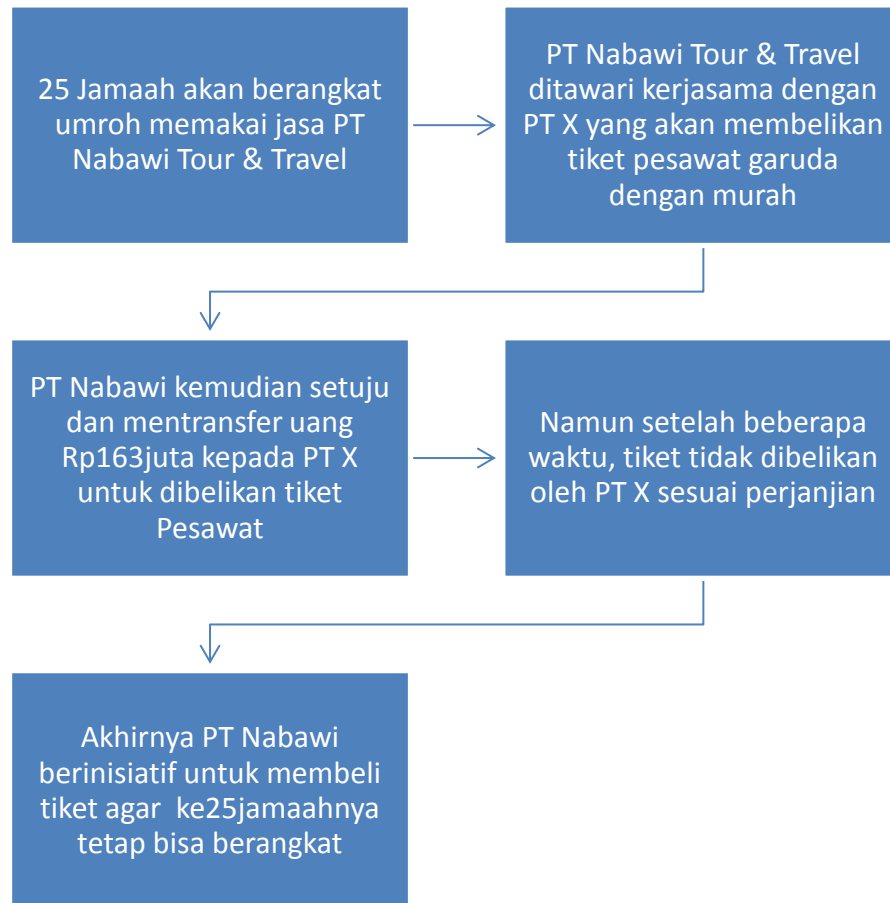 25 Jamaah akan berangkat
umroh memakai jasa PT
Nabawi Tour & Travel
PT Nabawi Tour & Travel
ditawari kerjasama dengan
PT X yang akan membelikan
tiket pesawat garuda
dengan murah
PT Nabawi kemudian setuju
dan mentransfer uang
Rp163juta kepada PT X
untuk dibelikan tiket
Pesawat
Namun setelah beberapa
waktu, tiket tidak dibelikan
oleh PT X sesuai perjanjian
Akhirnya PT Nabawi
berinisiatif untuk membeli
tiket agar ke25jamaahnya
tetap bisa berangkat